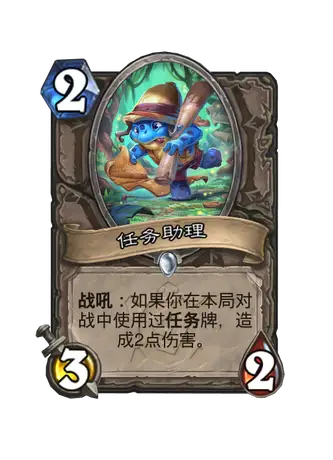 2
任务助理
战吼：如果你在本局对
战中使用过任务牌，造
成2点伤害。
3
2